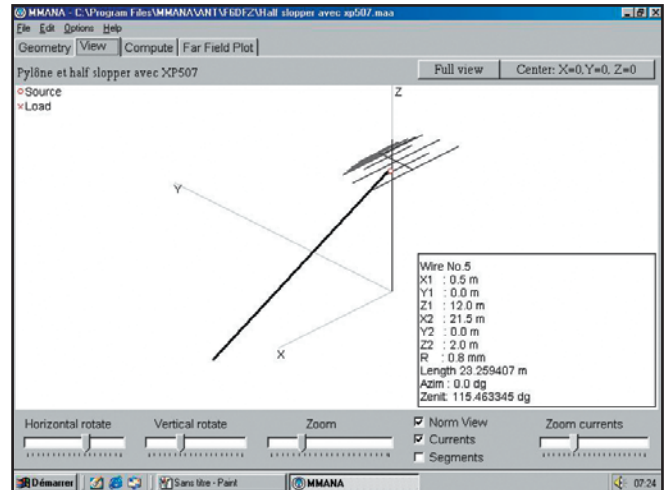 MMANA - C:\Program Files\MMANA\ANT\F6DFZ\Half slopper avec xp507.maa
File Edit Options Help
Geometry View Compute Far Field Plot
Pylône et half slopper avec XP507 Full view Center: X=0,Y=0, Z=0
Source
Load
Z
Y
X
Wire No.5
X1 : 0.5 m
Y1 : 0.0 m
Z1 : 12.0 m
X2 : 21.5 m
Y2 : 0.0 m
Z2 : 2.0 m
R : 0.8 mm
Length 23.259407 m
Azim : 0.0 dg
Zenit: 115.463345 dg
Horizontal rotate Vertical rotate Zoom Norm View Zoom currents
Currents
Segments
Démarrer Sans titre - Paint MMANA 07:24